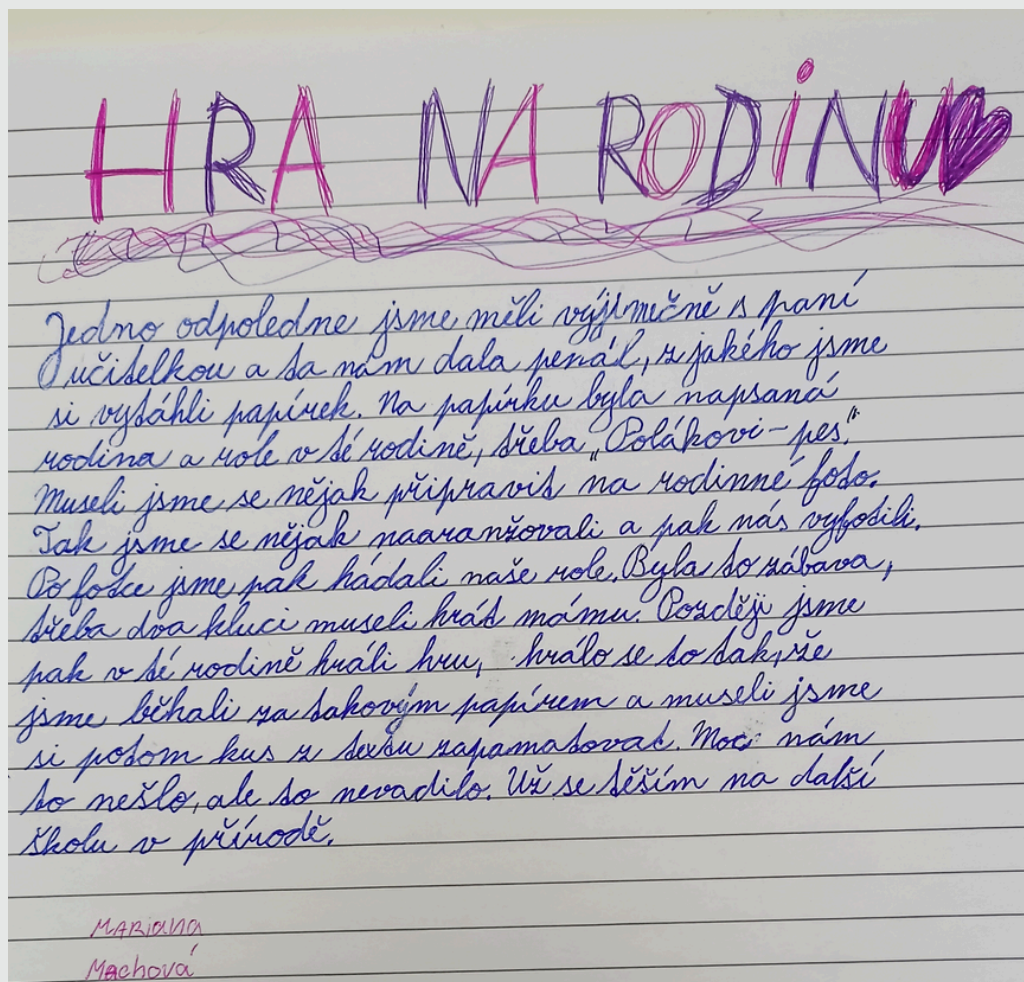 HRA NA RODiNU
Jedno odpoledne jsme měli výjimečně s paní
učitelkou a ta nám dala penál, z jakého jsme
si vytáhli papírek. Na papírku byla napsaná
rodina a role v té rodině, třeba „Polákovi – pes“.
Museli jsme se nějak připravit na rodinné foto.
Tak jsme se nějak naaranžovali a pak nás vyfotili.
Po fotce jsme pak hádali naše role. Byla to zábava,
třeba dva kluci museli hrát mámu. Později jsme
pak v té rodině hráli hru, hrálo se to tak, že
jsme běhali za takovým papírem a museli jsme
si potom kus z textu zapamatovat. Moc nám
to nešlo, ale to nevadilo. Už se těším na další
školu v přírodě.
MARiana
Machová